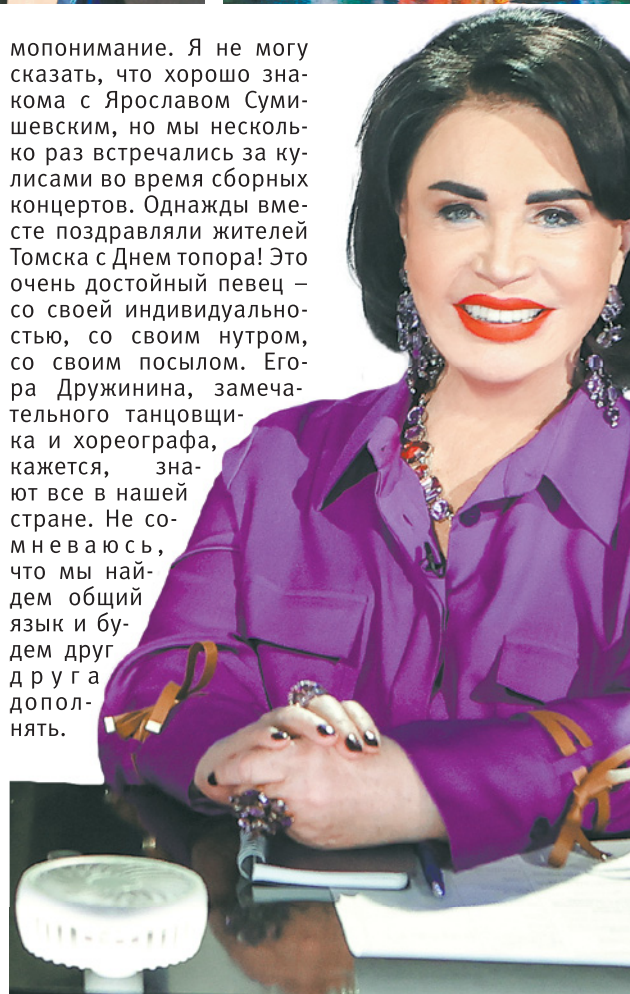 мопонимание. Я не могу
сказать, что хорошо зна-
кома с Ярославом Суми-
шевским, но мы несколь-
ко раз встречались за ку-
лисами во время сборных
концертов. Однажды вме-
сте поздравляли жителей
Томска с Днем топора! Это
очень достойный певец –
со своей индивидуально-
стью, со своим нутром,
со своим посылом. Его-
ра Дружинина, замеча-
тельного танцовщи-
ка и хореографа,
кажется, зна-
ют все в нашей
стране. Не со-
мневаюсь,
что мы най-
дем общий
язык и бу-
дем друг
друга
допол-
нять.